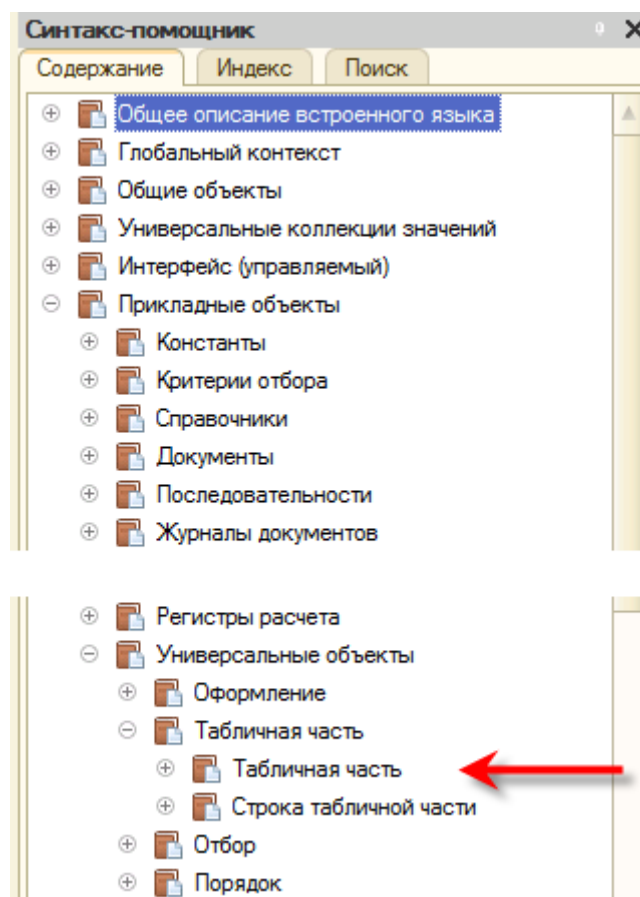 Синтакс-помощник
Содержание Индекс Поиск
Общее описание встроенного языка
Глобальный контекст
Общие объекты
Универсальные коллекции значений
Интерфейс (управляемый)
Прикладные объекты
Константы
Критерии отбора
Справочники
Документы
Последовательности
Журналы документов
Регистры расчета
Универсальные объекты
Оформление
Табличная часть
Табличная часть
Строка табличной части
Отбор
Порядок